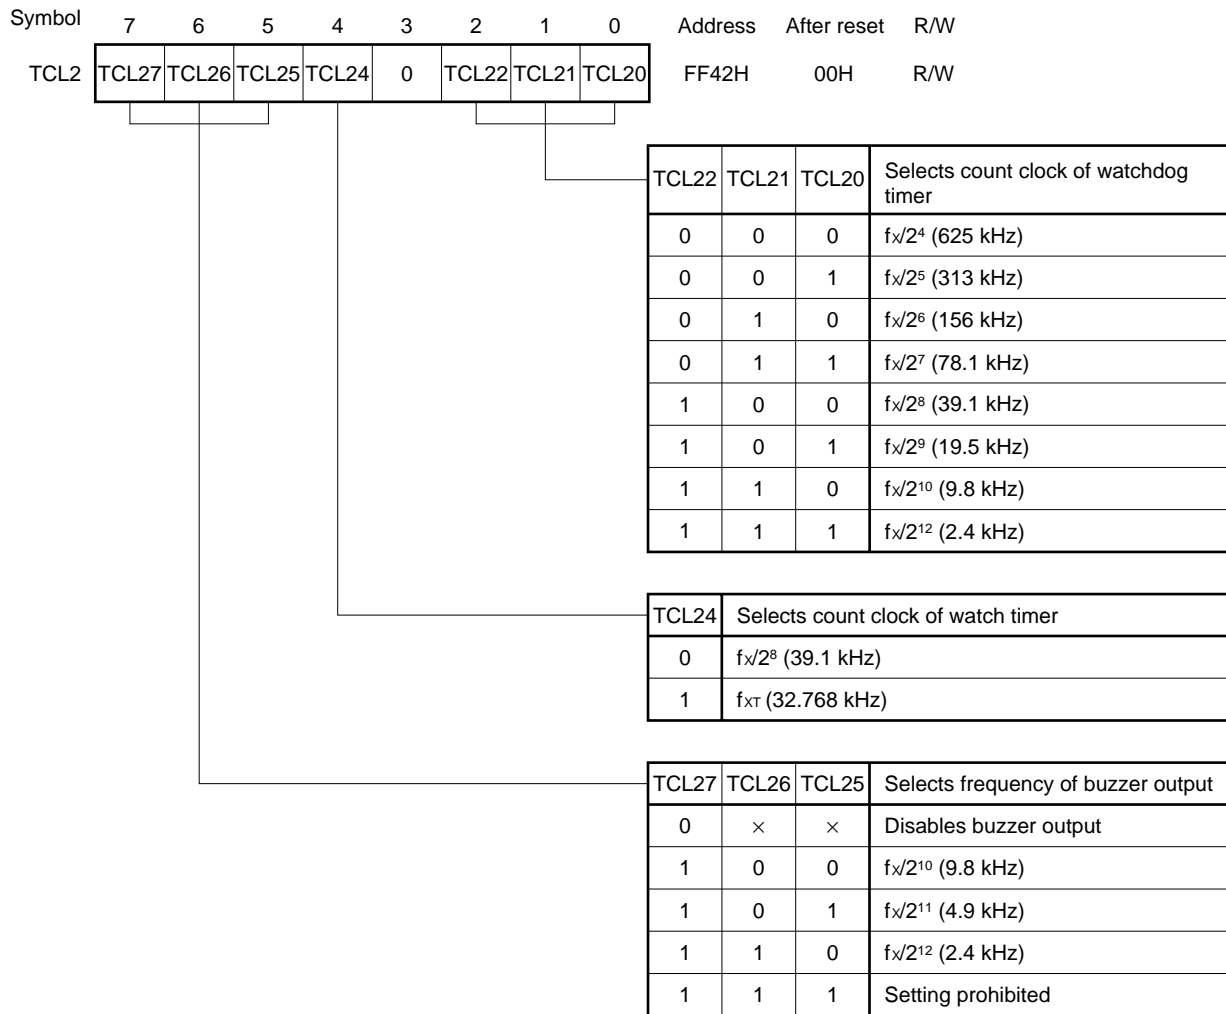 Symbol 7 6 5 4 3 2 1 0 Address After reset R/W
TCL2 TCL27 TCL26 TCL25 TCL24 0 TCL22 TCL21 TCL20 FF42H 00H R/W
TCL22 TCL21 TCL20 Selects count clock of watchdog
timer
0 0 0 fX/2⁴ (625 kHz)
0 0 1 fX/2⁵ (313 kHz)
0 1 0 fX/2⁶ (156 kHz)
0 1 1 fX/2⁷ (78.1 kHz)
1 0 0 fX/2⁸ (39.1 kHz)
1 0 1 fX/2⁹ (19.5 kHz)
1 1 0 fX/2¹⁰ (9.8 kHz)
1 1 1 fX/2¹² (2.4 kHz)
TCL24 Selects count clock of watch timer
0 fX/2⁸ (39.1 kHz)
1 fXT (32.768 kHz)
TCL27 TCL26 TCL25 Selects frequency of buzzer output
0 × × Disables buzzer output
1 0 0 fX/2¹⁰ (9.8 kHz)
1 0 1 fX/2¹¹ (4.9 kHz)
1 1 0 fX/2¹² (2.4 kHz)
1 1 1 Setting prohibited